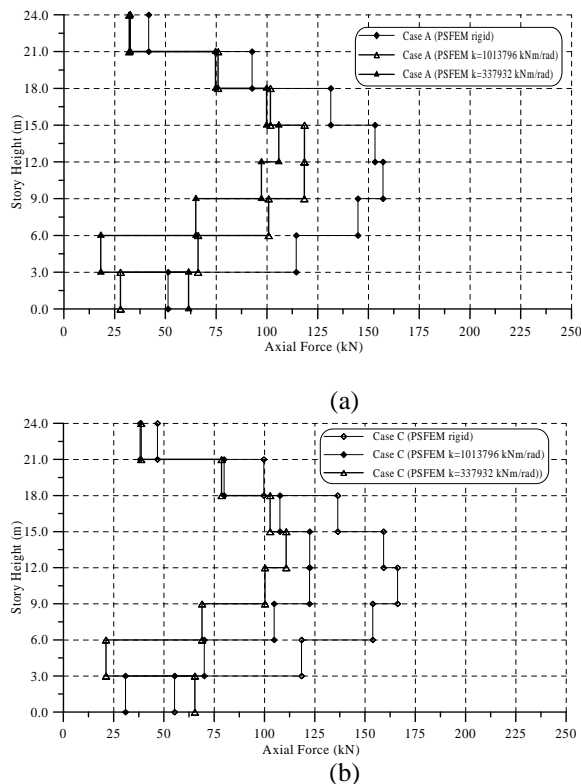 24.0
Case A (PSFEM rigid)
21.0
Case A (PSFEM k=1013796 kNm/rad)
Case A (PSFEM k=337932 kNm/rad)
18.0
15.0
12.0
9.0
6.0
3.0
0.0
Story Height (m)
0 25 50 75 100 125 150 175 200 225 250
Axial Force (kN)
(a)
24.0
Case C (PSFEM rigid)
21.0
Case C (PSFEM k=1013796 kNm/rad)
Case C (PSFEM k=337932 kNm/rad))
18.0
15.0
12.0
9.0
6.0
3.0
0.0
Story Height (m)
0 25 50 75 100 125 150 175 200 225 250
Axial Force (kN)
(b)